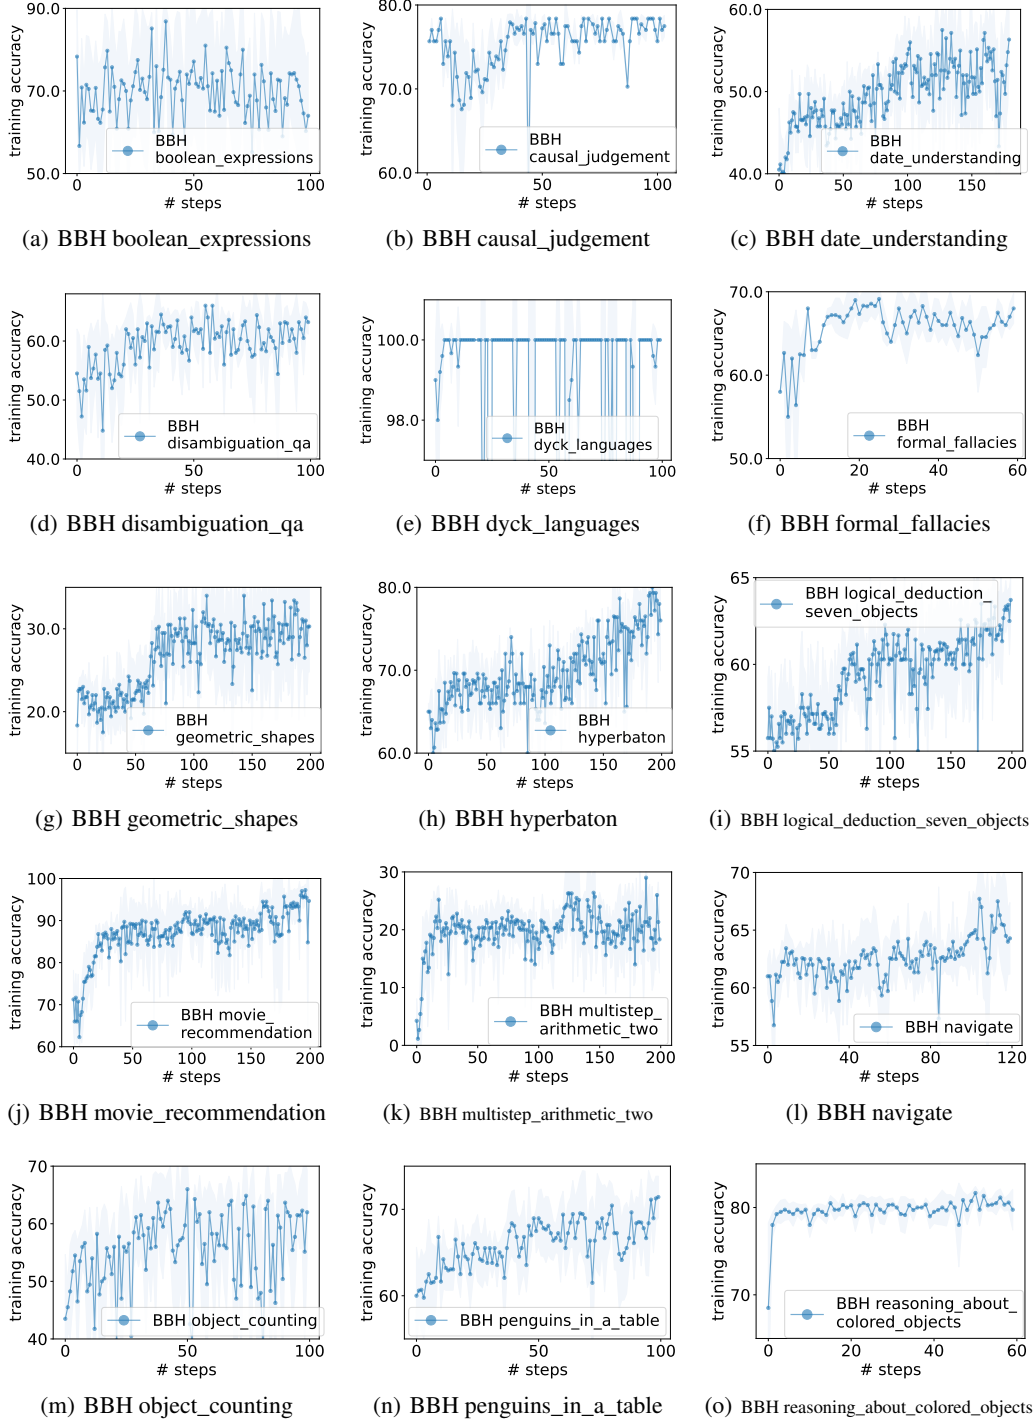 90.0
70.0
50.0
training accuracy
BBH
boolean_expressions
0 50 100
# steps
(a) BBH boolean_expressions
80.0
70.0
60.0
training accuracy
BBH
causal_judgement
0 50 100
# steps
(b) BBH causal_judgement
60.0
50.0
40.0
training accuracy
BBH
date_understanding
0 50 100 150
# steps
(c) BBH date_understanding
60.0
50.0
40.0
training accuracy
BBH
disambiguation_qa
0 50 100
# steps
(d) BBH disambiguation_qa
100.0
98.0
training accuracy
BBH
dyck_languages
0 50 100
# steps
(e) BBH dyck_languages
70.0
60.0
50.0
training accuracy
BBH
formal_fallacies
0 20 40 60
# steps
(f) BBH formal_fallacies
30.0
20.0
training accuracy
BBH
geometric_shapes
0 50 100 150 200
# steps
(g) BBH geometric_shapes
80.0
70.0
60.0
training accuracy
BBH
hyperbaton
0 50 100 150 200
# steps
(h) BBH hyperbaton
65
60
55
training accuracy
BBH logical_deduction_
seven_objects
0 50 100 150 200
# steps
(i) BBH logical_deduction_seven_objects
100
90
80
70
60
training accuracy
BBH movie_
recommendation
0 50 100 150 200
# steps
(j) BBH movie_recommendation
30
20
10
0
training accuracy
BBH multistep_
arithmetic_two
0 50 100 150 200
# steps
(k) BBH multistep_arithmetic_two
70
65
60
55
training accuracy
BBH navigate
0 40 80 120
# steps
(l) BBH navigate
70
60
50
40
training accuracy
BBH object_counting
0 50 100
# steps
(m) BBH object_counting
70
60
training accuracy
BBH penguins_in_a_table
0 50 100
# steps
(n) BBH penguins_in_a_table
80
70
training accuracy
BBH reasoning_about_
colored_objects
0 20 40 60
# steps
(o) BBH reasoning_about_colored_objects